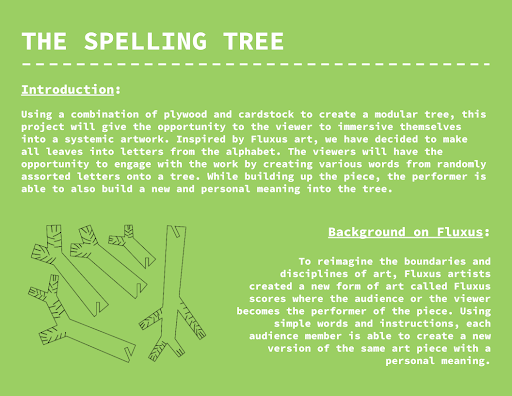 THE SPELLING TREE
Introduction:
Using a combination of plywood and cardstock to create a modular tree, this
project will give the opportunity to the viewer to immersive themselves
into a systemic artwork. Inspired by Fluxus art, we have decided to make
all leaves into letters from the alphabet. The viewers will have the
opportunity to engage with the work by creating various words from randomly
assorted letters onto a tree. While building up the piece, the performer is
able to also build a new and personal meaning into the tree.
Background on Fluxus:
To reimagine the boundaries and
disciplines of art, Fluxus artists
created a new form of art called Fluxus
scores where the audience or the viewer
becomes the performer of the piece. Using
simple words and instructions, each
audience member is able to create a new
version of the same art piece with a
personal meaning.